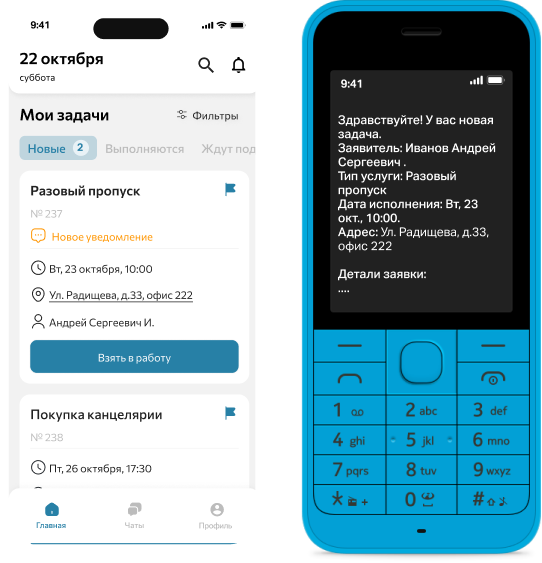 9:41
22 октября
суббота
Мои задачи
Фильтры
Новые 2 Выполняются Ждут под
Разовый пропуск
№ 237
Новое уведомление
Вт, 23 октября, 10:00
Ул. Радищева, д.33, офис 222
Андрей Сергеевич И.
Взять в работу
Покупка канцелярии
№ 238
Пт, 26 октября, 17:30
Главная Чаты Профиль
9:41
Здравствуйте! У вас новая
задача.
Заявитель: Иванов Андрей
Сергеевич .
Тип услуги: Разовый
пропуск
Дата исполнения: Вт, 23
окт., 10:00.
Адрес: Ул. Радищева, д.33,
офис 222
Детали заявки:
....
1 2 abc 3 def
4 ghi 5 jkl 6 mno
7 pqrs 8 tuv 9 wxyz
* + 0 #